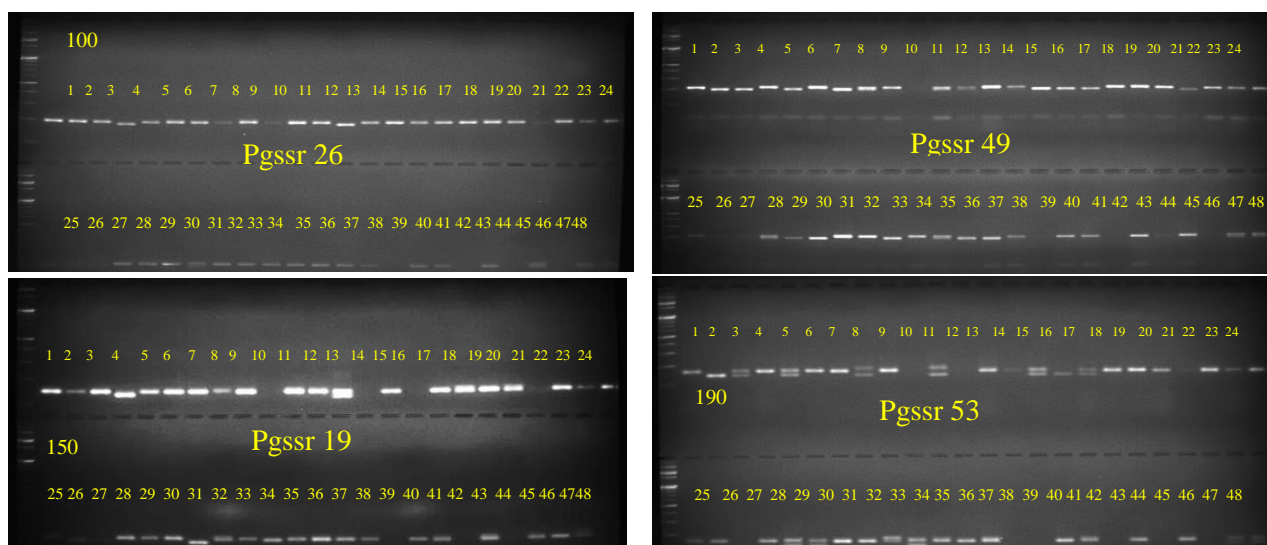 100
1 2 3 4 5 6 7 8 9 10 11 12 13 14 15 16 17 18 19 20 21 22 23 24
Pgssr 26
25 26 27 28 29 30 31 32 33 34 35 36 37 38 39 40 41 42 43 44 45 46 47 48
1 2 3 4 5 6 7 8 9 10 11 12 13 14 15 16 17 18 19 20 21 22 23 24
Pgssr 49
25 26 27 28 29 30 31 32 33 34 35 36 37 38 39 40 41 42 43 44 45 46 47 48
1 2 3 4 5 6 7 8 9 10 11 12 13 14 15 16 17 18 19 20 21 22 23 24
Pgssr 19
150
25 26 27 28 29 30 31 32 33 34 35 36 37 38 39 40 41 42 43 44 45 46 47 48
1 2 3 4 5 6 7 8 9 10 11 12 13 14 15 16 17 18 19 20 21 22 23 24
190
Pgssr 53
25 26 27 28 29 30 31 32 33 34 35 36 37 38 39 40 41 42 43 44 45 46 47 48